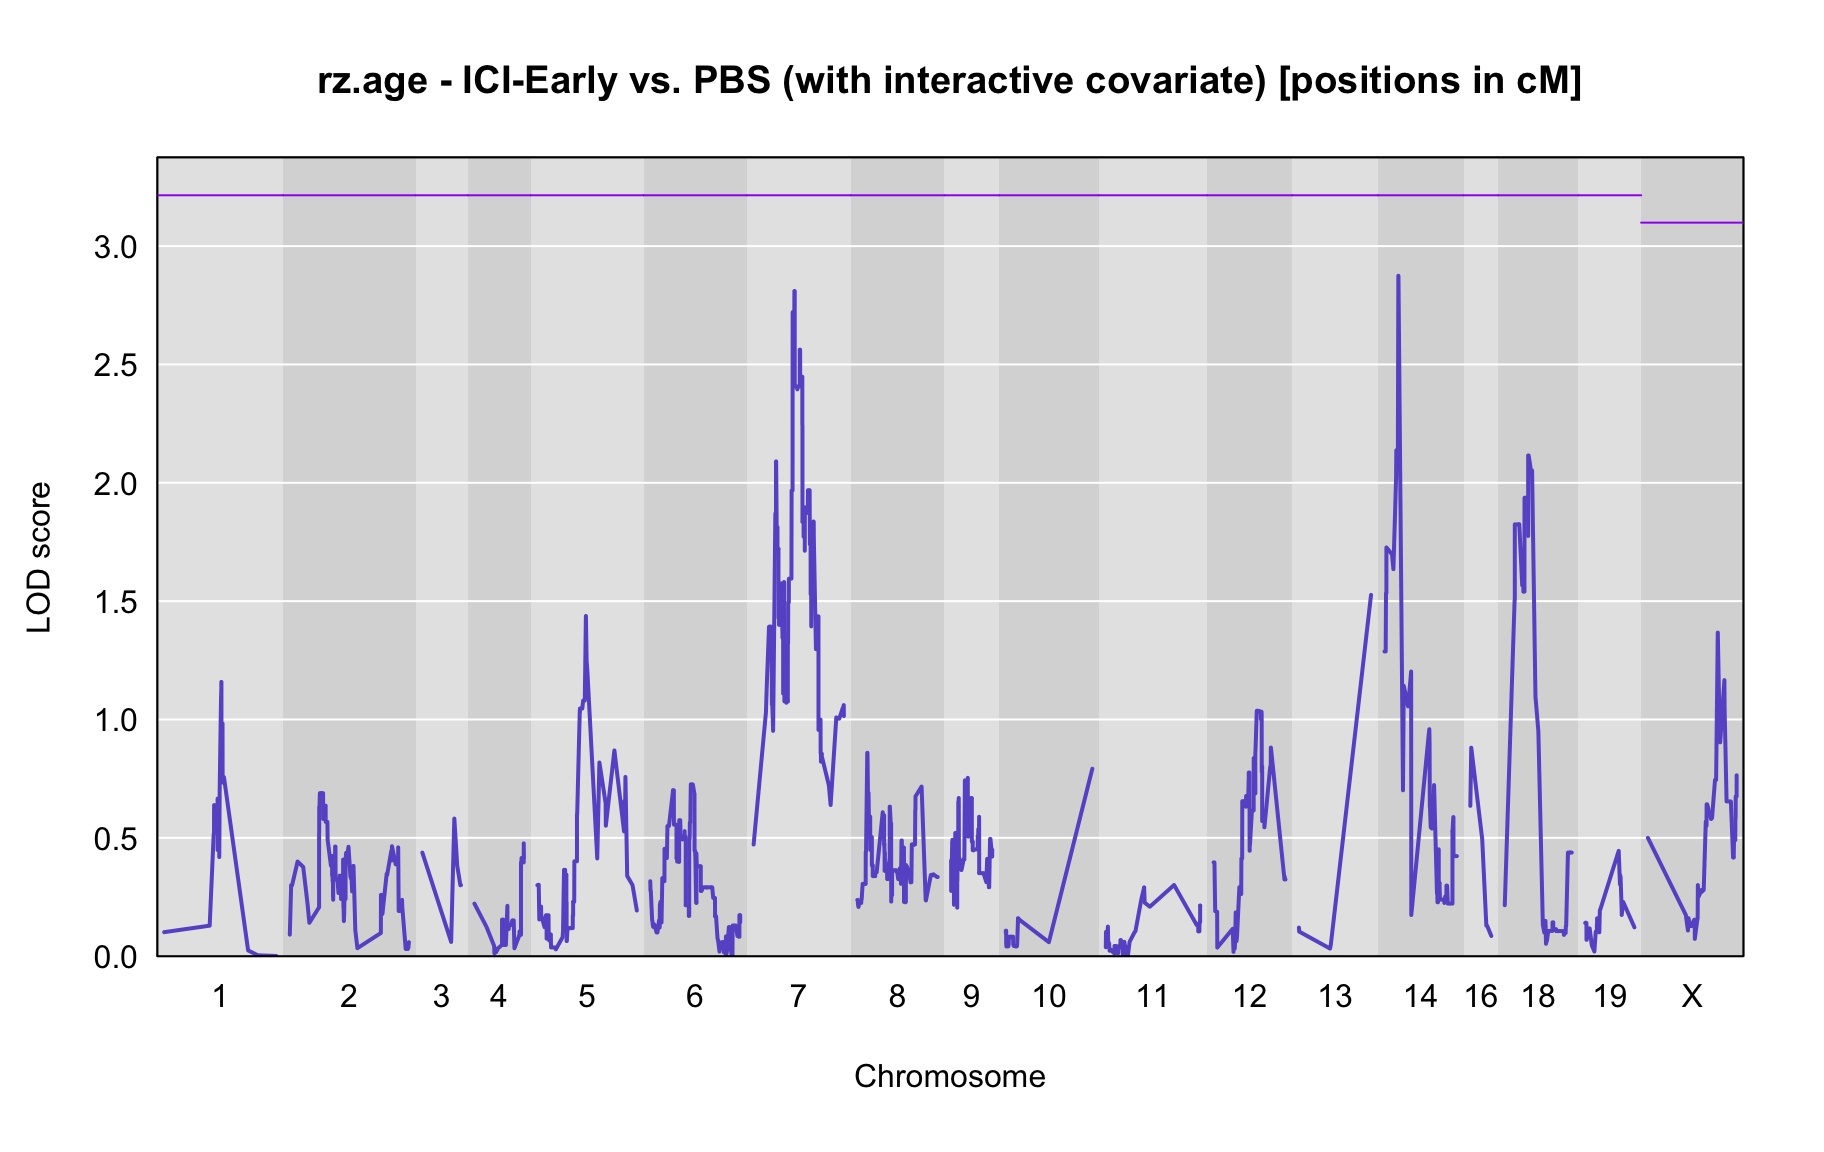 rz.age - ICI-Early vs. PBS (with interactive covariate) [positions in cM]
LOD score
3.0
2.5
2.0
1.5
1.0
0.5
0.0
1 2 3 4 5 6 7 8 9 10 11 12 13 14 16 18 19 X
Chromosome